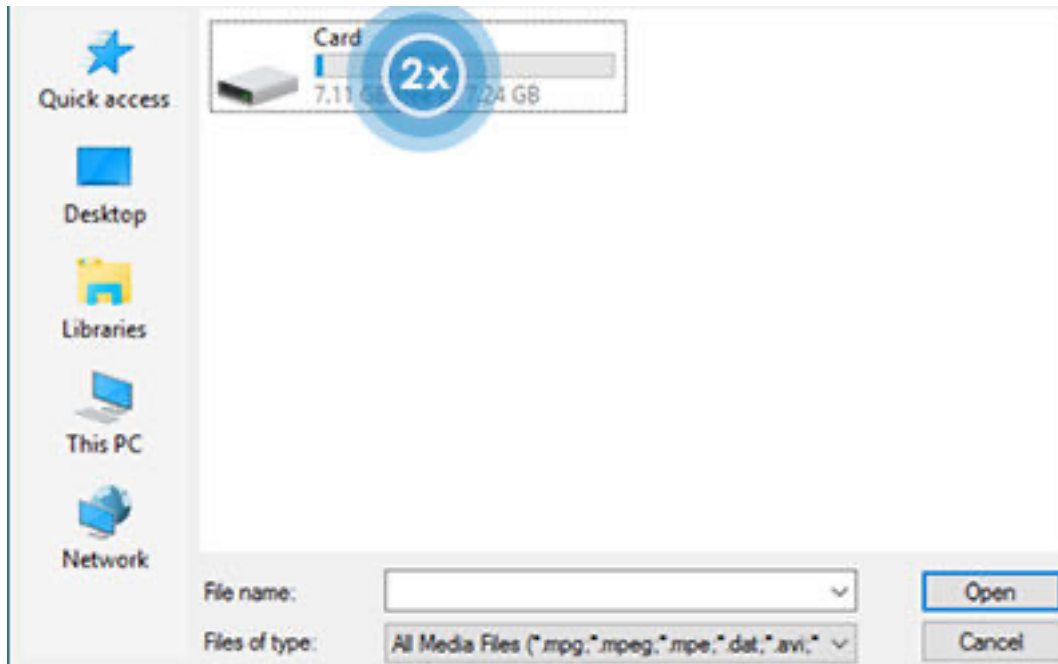 Card
2x
7.11 G 7.24 GB
Quick access
Desktop
Libraries
This PC
Network
File name:
Open
Files of type:
All Media Files (*.mpg;*.mpeg;*.mpe;*.dat;*.avi;*
Cancel